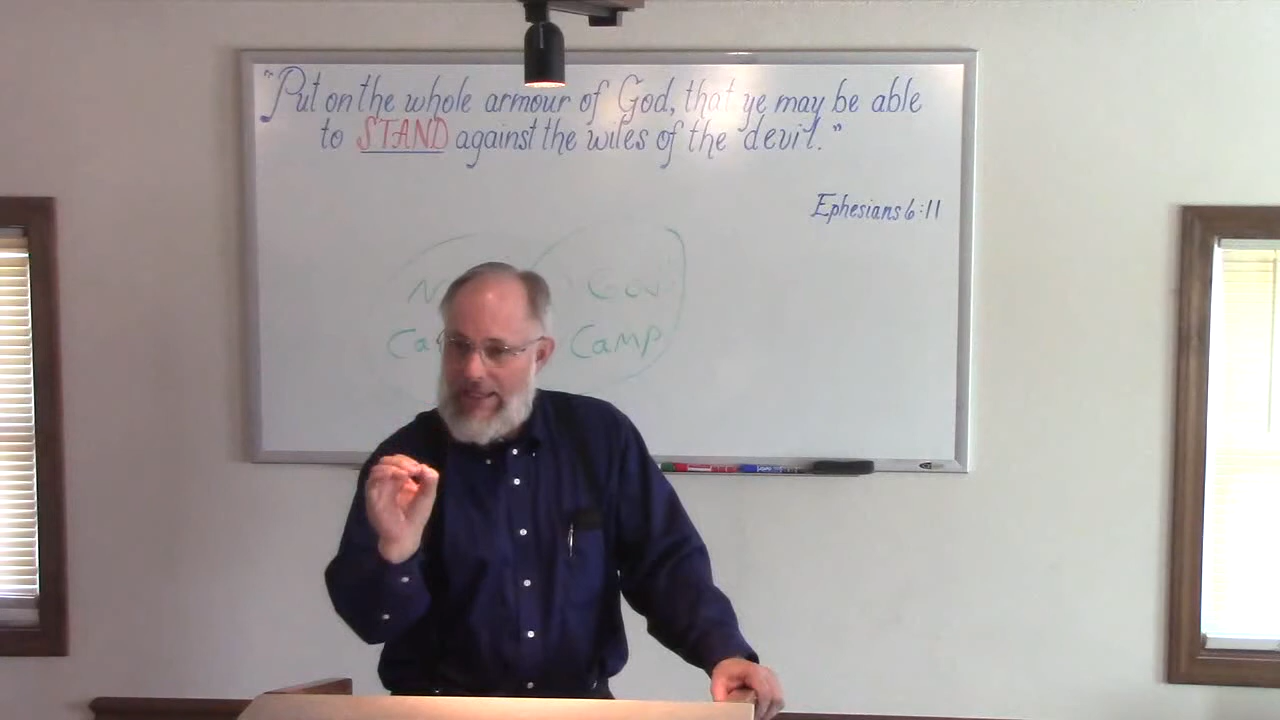 "Put on the whole armour of God, that ye may be able
to STAND against the wiles of the devil."
Ephesians 6:11
Camp